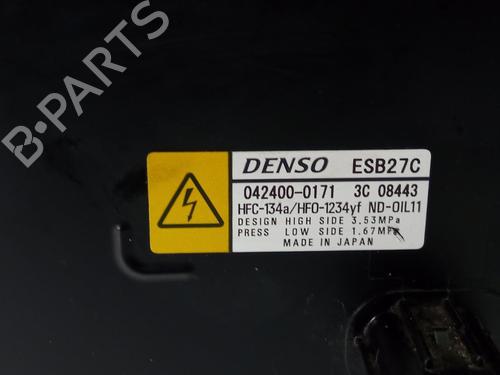 B-PARTS
DENSO ESB27C
042400-0171 3C 08443
HFC-134a/HFO-1234yf ND-OIL11
DESIGN HIGH SIDE 3.53MPa
PRESS LOW SIDE 1.67MPa
MADE IN JAPAN